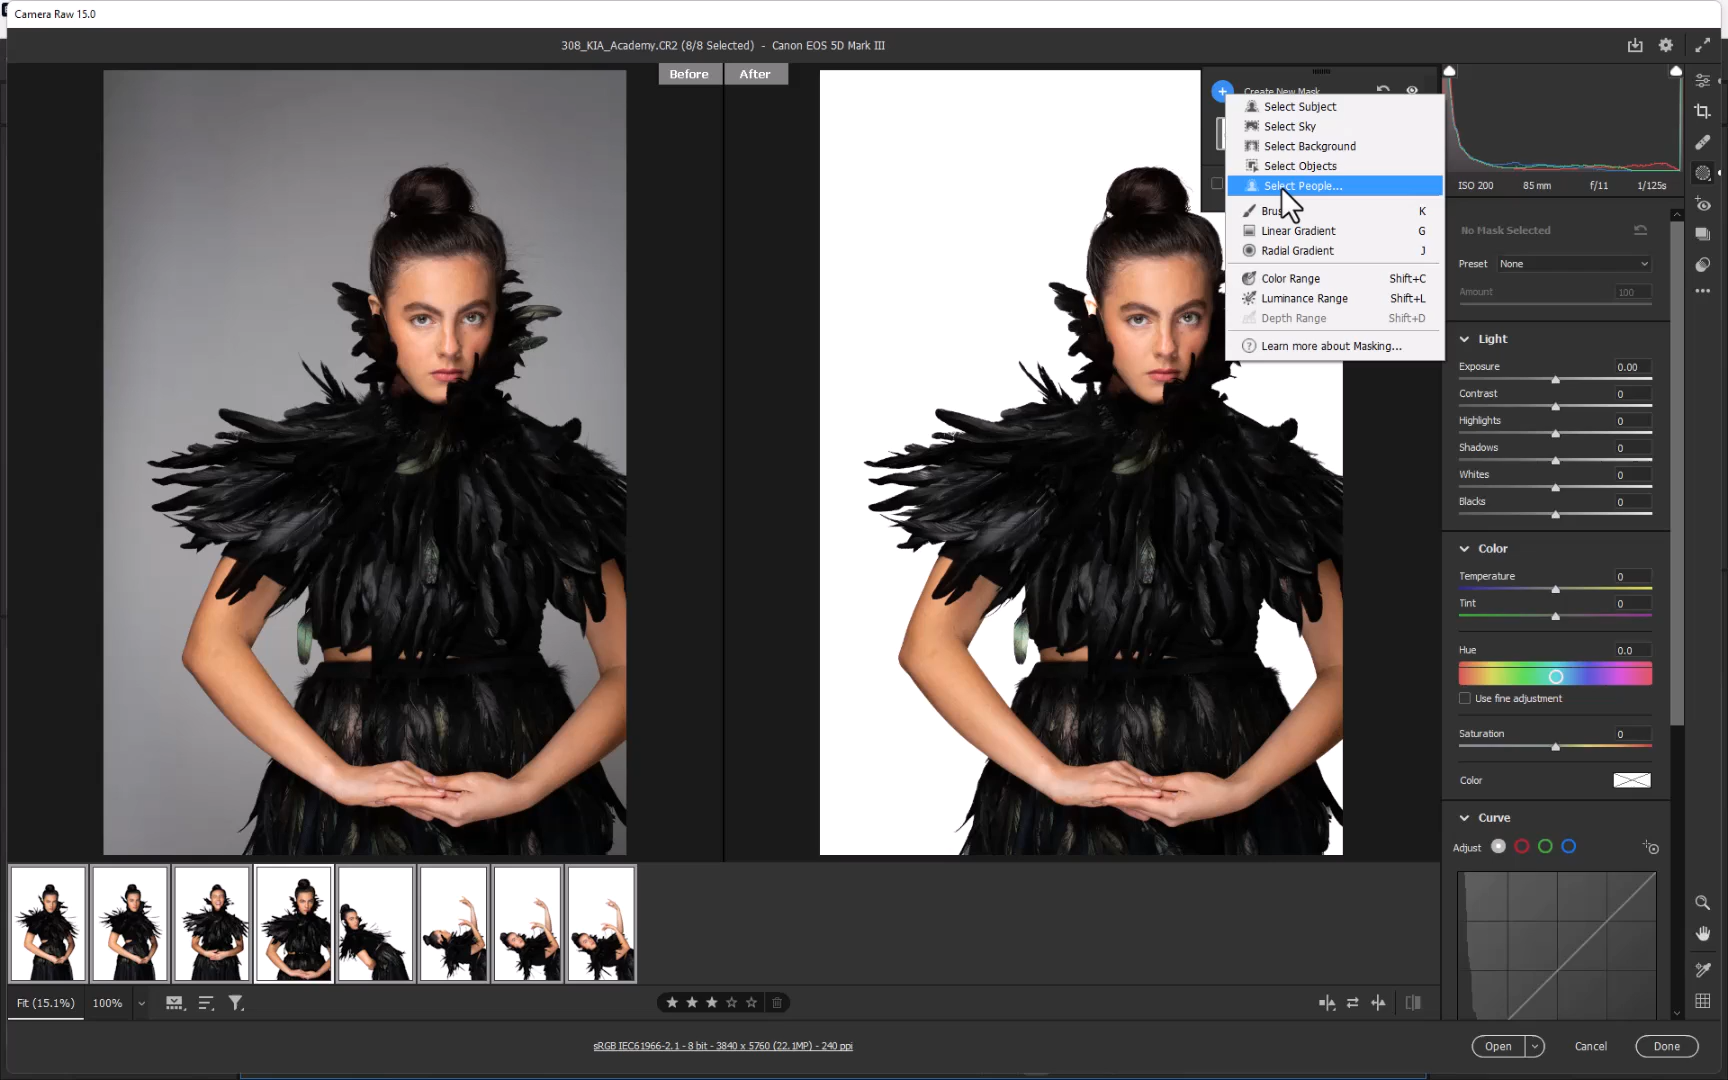 Camera Raw 15.0
308_KIA_Academy.CR2 (8/8 Selected) - Canon EOS 5D Mark III
Before
After
Create New Mask
Select Subject
Select Sky
Select Background
Select Objects
Select People...
Brush K
Linear Gradient G
Radial Gradient J
Color Range Shift+C
Luminance Range Shift+L
Depth Range Shift+D
? Learn more about Masking...
ISO 200 85 mm f/11 1/125s
No Mask Selected
Preset None
Amount 100
Light
Exposure 0.00
Contrast 0
Highlights 0
Shadows 0
Whites 0
Blacks 0
Color
Temperature 0
Tint 0
Hue 0.0
Use fine adjustment
Saturation 0
Color
Curve
Adjust
Fit (15.1%) 100%
sRGB IEC61966-2.1 - 8 bit - 3840 x 5760 (22.1MP) - 240 ppi
Open Cancel Done